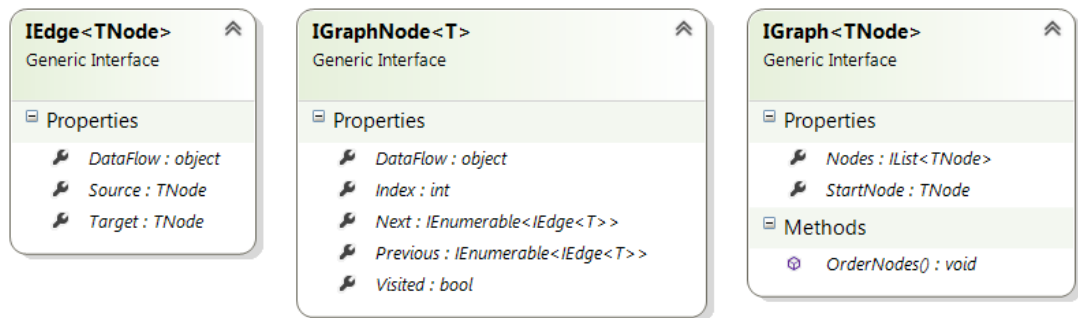 IEdge<TNode>
Generic Interface
Properties
DataFlow : object
Source : TNode
Target : TNode
IGraphNode<T>
Generic Interface
Properties
DataFlow : object
Index : int
Next : IEnumerable<IEdge<T>>
Previous : IEnumerable<IEdge<T>>
Visited : bool
IGraph<TNode>
Generic Interface
Properties
Nodes : IList<TNode>
StartNode : TNode
Methods
OrderNodes() : void